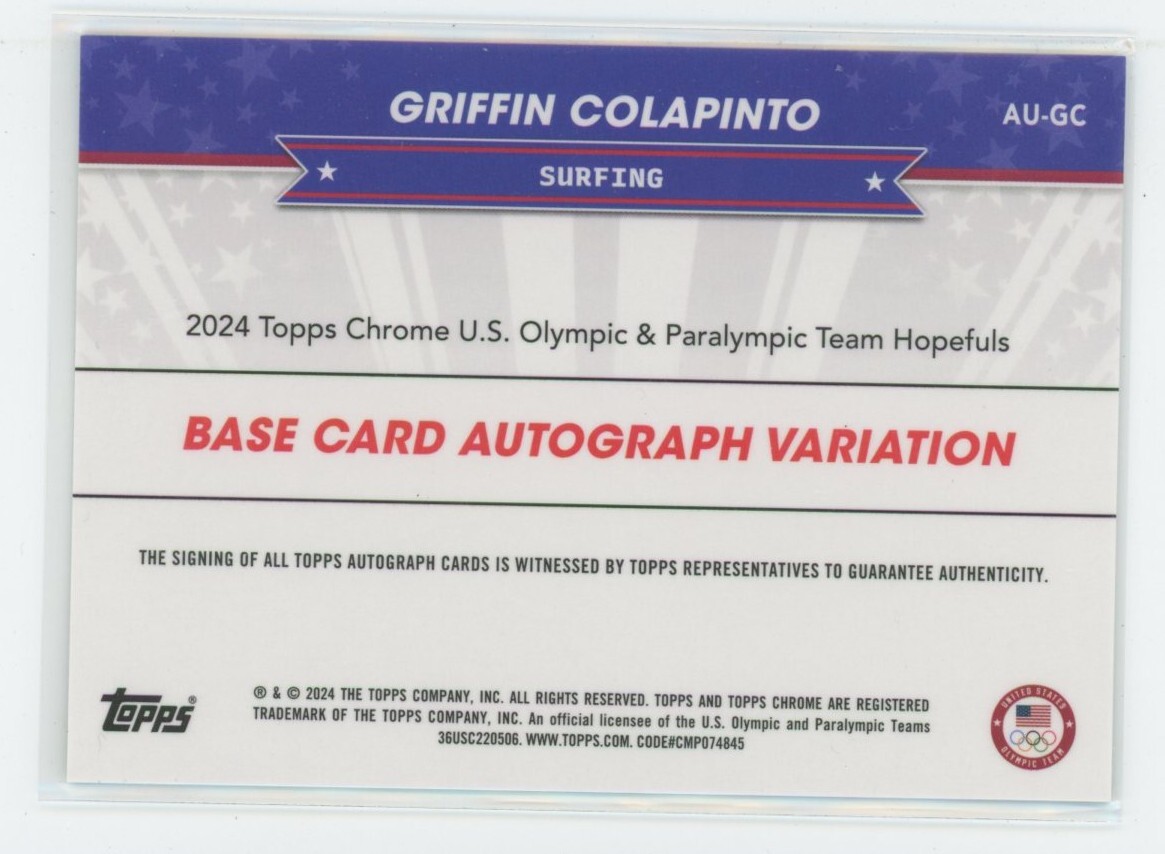 GRIFFIN COLAPINTO
AU-GC
SURFING
2024 Topps Chrome U.S. Olympic & Paralympic Team Hopefuls
BASE CARD AUTOGRAPH VARIATION
THE SIGNING OF ALL TOPPS AUTOGRAPH CARDS IS WITNESSED BY TOPPS REPRESENTATIVES TO GUARANTEE AUTHENTICITY.
Topps®
® & © 2024 THE TOPPS COMPANY, INC. ALL RIGHTS RESERVED. TOPPS AND TOPPS CHROME ARE REGISTERED
TRADEMARK OF THE TOPPS COMPANY, INC. An official licensee of the U.S. Olympic and Paralympic Teams
36USC220506. WWW.TOPPS.COM. CODE#CMP074845
UNITED STATES
OLYMPIC TEAM